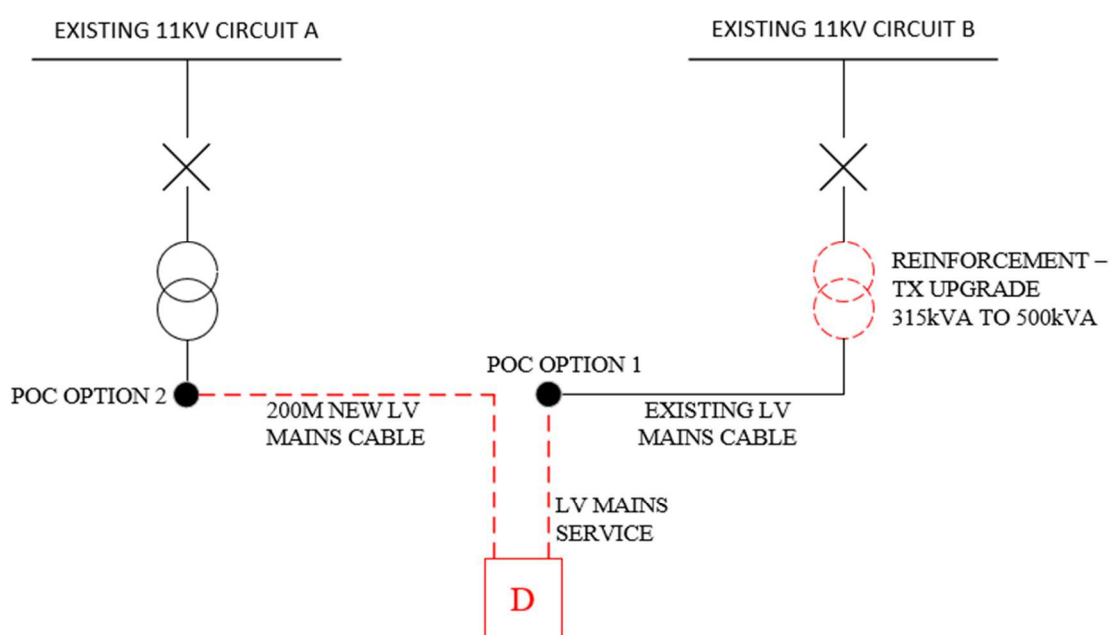 EXISTING 11KV CIRCUIT A
EXISTING 11KV CIRCUIT B
REINFORCEMENT –
TX UPGRADE
315kVA TO 500kVA
POC OPTION 1
POC OPTION 2
200M NEW LV
MAINS CABLE
EXISTING LV
MAINS CABLE
LV MAINS
SERVICE
D